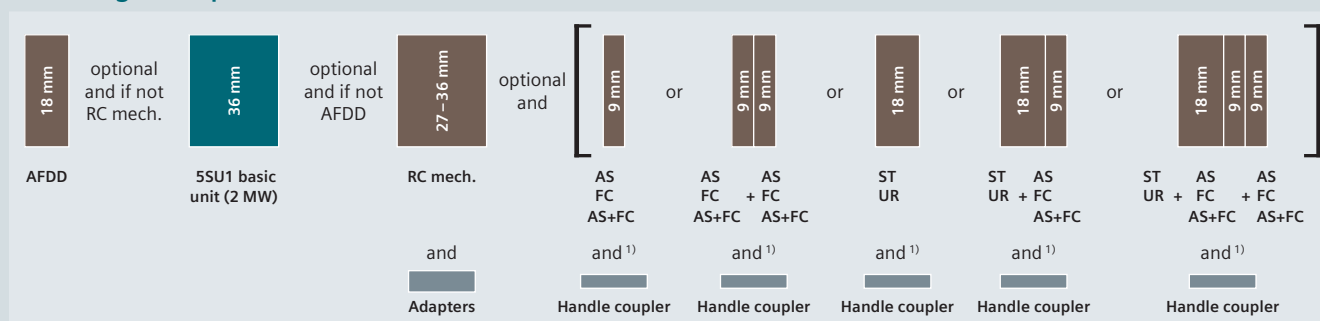 18 mm
AFDD
optional
and if not
RC mech.
36 mm
5SU1 basic
unit (2 MW)
optional
and if not
AFDD
27–36 mm
RC mech.
and
Adapters
optional
and
9 mm
AS
FC
AS+FC
and 1)
Handle coupler
or
9 mm
9 mm
AS AS
FC + FC
AS+FC AS+FC
and 1)
Handle coupler
or
18 mm
ST
UR
and 1)
Handle coupler
or
18 mm
9 mm
ST AS
UR + FC
AS+FC
and 1)
Handle coupler
or
18 mm
9 mm
9 mm
ST AS AS
UR + FC + FC
AS+FC AS+FC
and 1)
Handle coupler